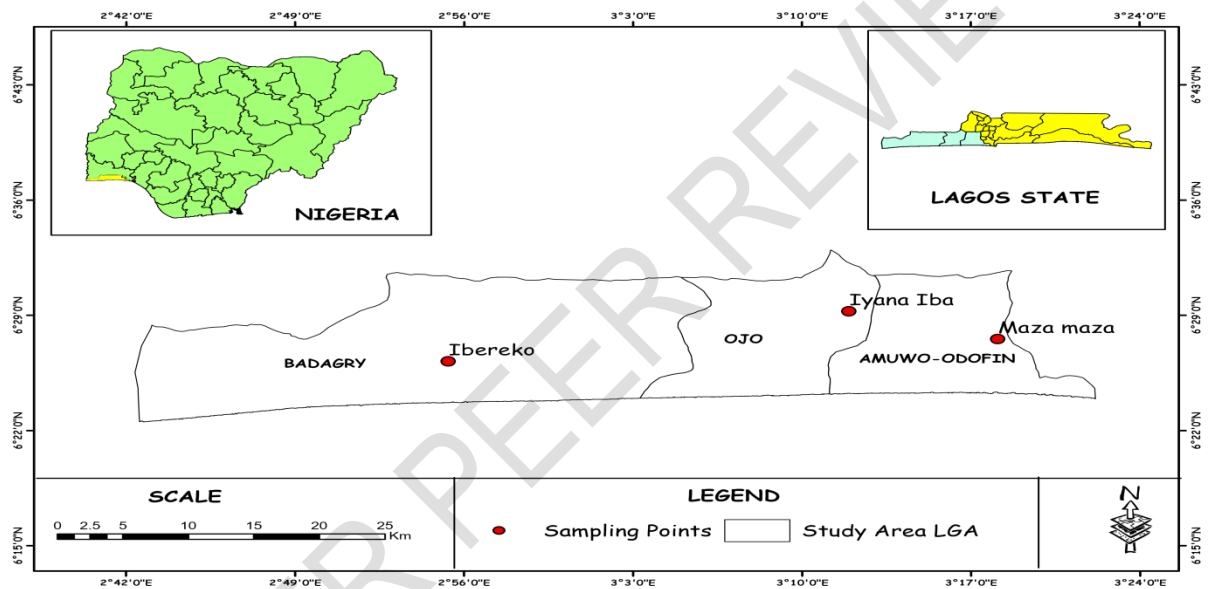 2°42'0"E 2°49'0"E 2°56'0"E 3°3'0"E 3°10'0"E 3°17'0"E 3°24'0"E
6°43'0"N 6°43'0"N
6°36'0"N 6°36'0"N
NIGERIA
LAGOS STATE
6°29'0"N 6°29'0"N
Iyana Iba
Maza maza
OJO
Ibereko
BADAGRY
AMUWO-ODOFIN
6°22'0"N 6°22'0"N
SCALE
0 2.5 5 10 15 20 25
Km
LEGEND
Sampling Points
Study Area LGA
N
6°15'0"N 6°15'0"N
2°42'0"E 2°49'0"E 2°56'0"E 3°3'0"E 3°10'0"E 3°17'0"E 3°24'0"E
R PEER REVIE